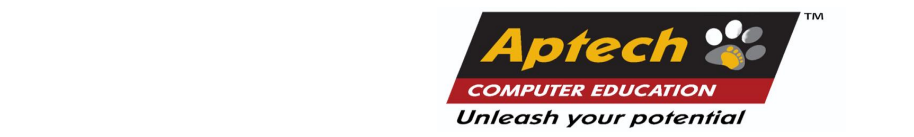 Aptech
TM
COMPUTER EDUCATION
Unleash your potential